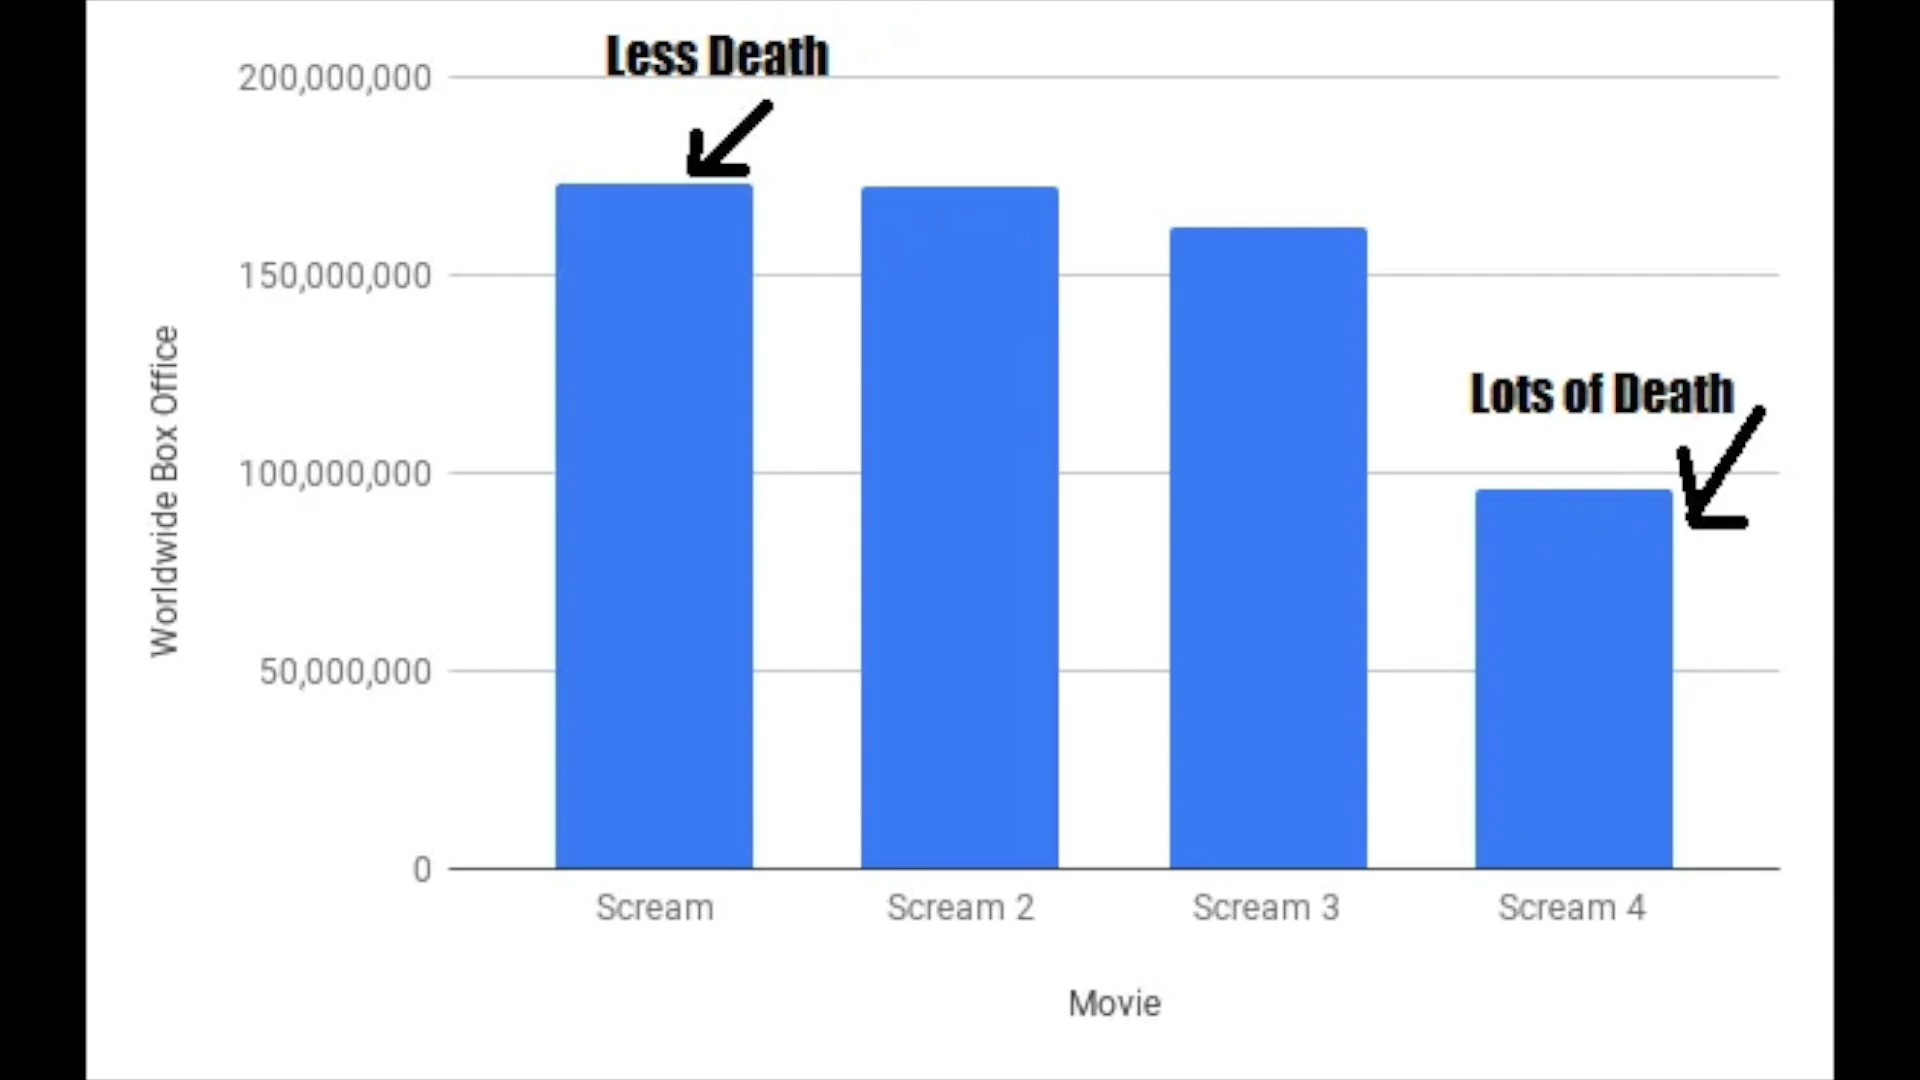 Less Death
200,000,000
150,000,000
Lots of Death
100,000,000
50,000,000
0
Worldwide Box Office
Scream
Scream 2
Scream 3
Scream 4
Movie